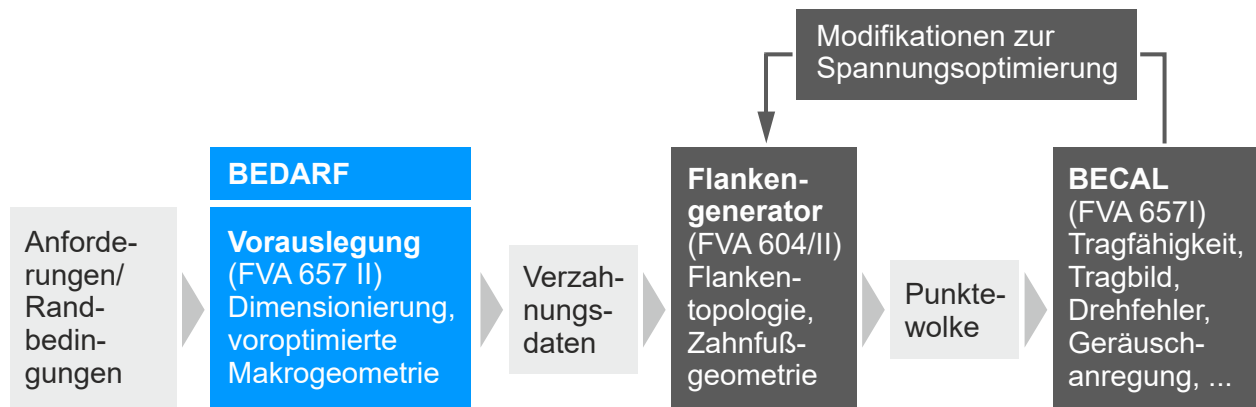 Modifikationen zur
Spannungsoptimierung
Anforde-
rungen/
Rand-
bedin-
gungen
BEDARF
Vorauslegung
(FVA 657 II)
Dimensionierung,
voroptimierte
Makrogeometrie
Verzah-
nungs-
daten
Flanken-
generator
(FVA 604/II)
Flanken-
topologie,
Zahnfuß-
geometrie
Punkte-
wolke
BECAL
(FVA 657I)
Tragfähigkeit,
Tragbild,
Drehfehler,
Geräusch-
anregung, ...